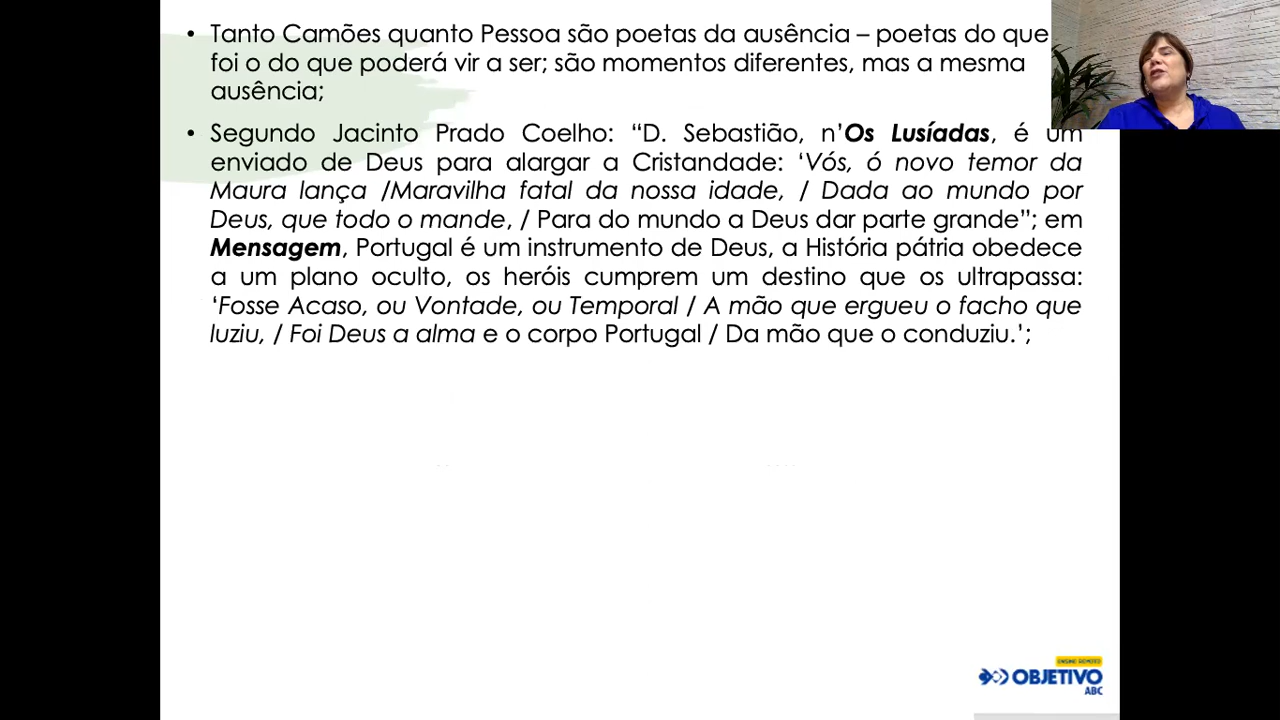 • Tanto Camões quanto Pessoa são poetas da ausência – poetas do que
foi o do que poderá vir a ser; são momentos diferentes, mas a mesma
ausência;
• Segundo Jacinto Prado Coelho: “D. Sebastião, n’Os Lusíadas, é um
enviado de Deus para alargar a Cristandade: ‘Vós, ó novo temor da
Maura lança /Maravilha fatal da nossa idade, / Dada ao mundo por
Deus, que todo o mande, / Para do mundo a Deus dar parte grande”; em
Mensagem, Portugal é um instrumento de Deus, a História pátria obedece
a um plano oculto, os heróis cumprem um destino que os ultrapassa:
‘Fosse Acaso, ou Vontade, ou Temporal / A mão que ergueu o facho que
luziu, / Foi Deus a alma e o corpo Portugal / Da mão que o conduziu.’;
ENSINO REMOTO
OBJETIVO
ABC